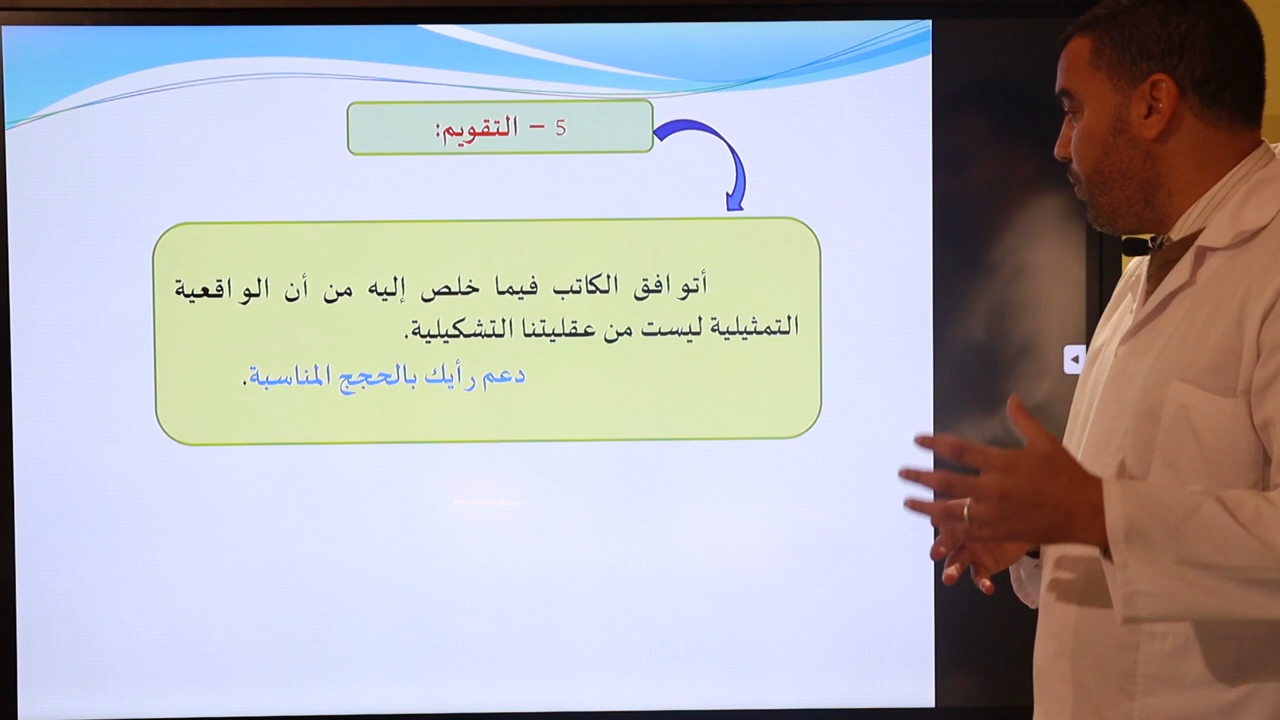 5 – التقويم:
أتوافق الكاتب فيما خلص إليه من أن الواقعية
التمثيلية ليست من عقليتنا التشكيلية.
دعم رأيك بالحجج المناسبة.